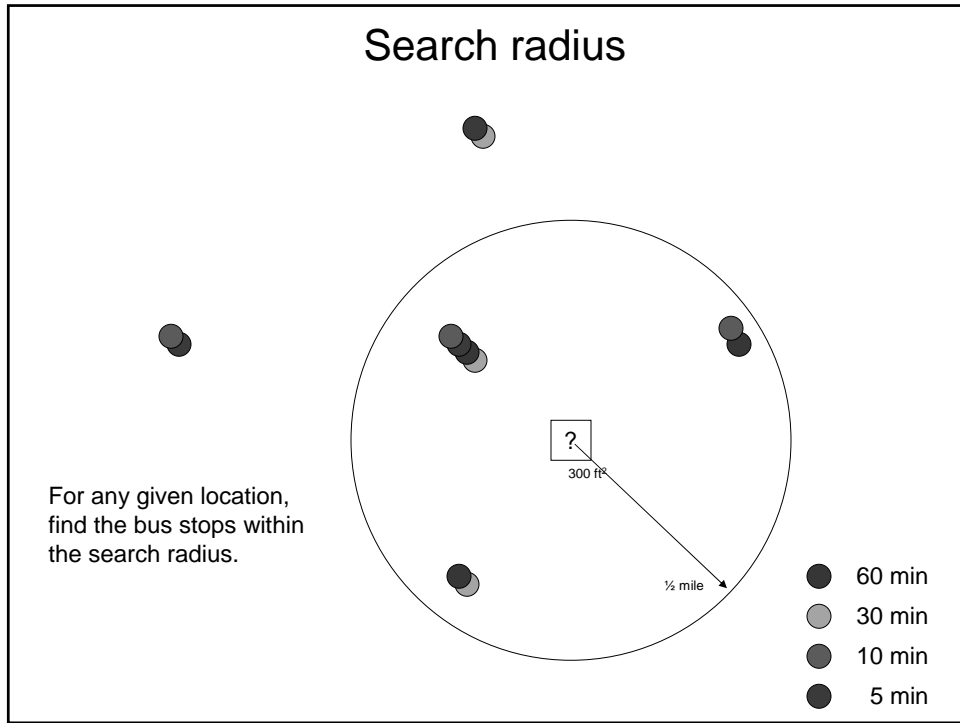 Search radius
?
300 ft²
For any given location,
find the bus stops within
the search radius.
½ mile
60 min
30 min
10 min
5 min